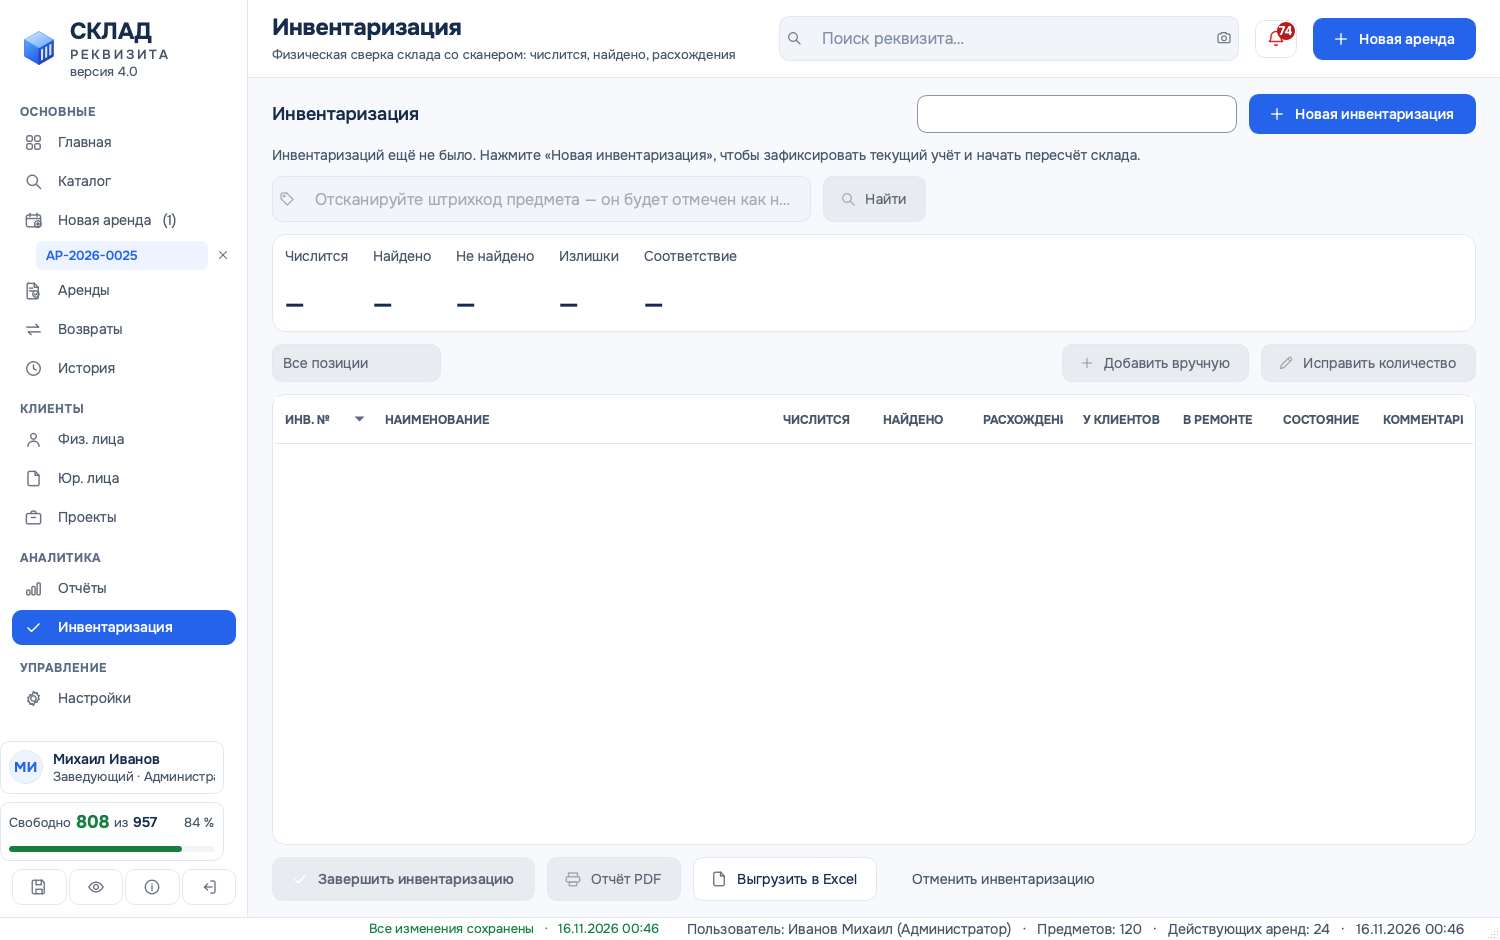 СКЛАД
РЕКВИЗИТА
версия 4.0
ОСНОВНЫЕ
Главная
Каталог
Новая аренда (1)
АР-2026-0025
Аренды
Возвраты
История
КЛИЕНТЫ
Физ. лица
Юр. лица
Проекты
АНАЛИТИКА
Отчёты
Инвентаризация
УПРАВЛЕНИЕ
Настройки
МИ
Михаил Иванов
Заведующий · Администра
Свободно 808 из 957 84 %
Инвентаризация
Физическая сверка склада со сканером: числится, найдено, расхождения
Поиск реквизита...
74
Новая аренда
Инвентаризация
Новая инвентаризация
Инвентаризаций ещё не было. Нажмите «Новая инвентаризация», чтобы зафиксировать текущий учёт и начать пересчёт склада.
Отсканируйте штрихкод предмета — он будет отмечен как н...
Найти
Числится Найдено Не найдено Излишки Соответствие
— — — — —
Все позиции
Добавить вручную
Исправить количество
ИНВ. № НАИМЕНОВАНИЕ ЧИСЛИТСЯ НАЙДЕНО РАСХОЖДЕНИ У КЛИЕНТОВ В РЕМОНТЕ СОСТОЯНИЕ КОММЕНТАРІ
Завершить инвентаризацию
Отчёт PDF
Выгрузить в Excel
Отменить инвентаризацию
Все изменения сохранены · 16.11.2026 00:46 Пользователь: Иванов Михаил (Администратор) · Предметов: 120 · Действующих аренд: 24 · 16.11.2026 00:46